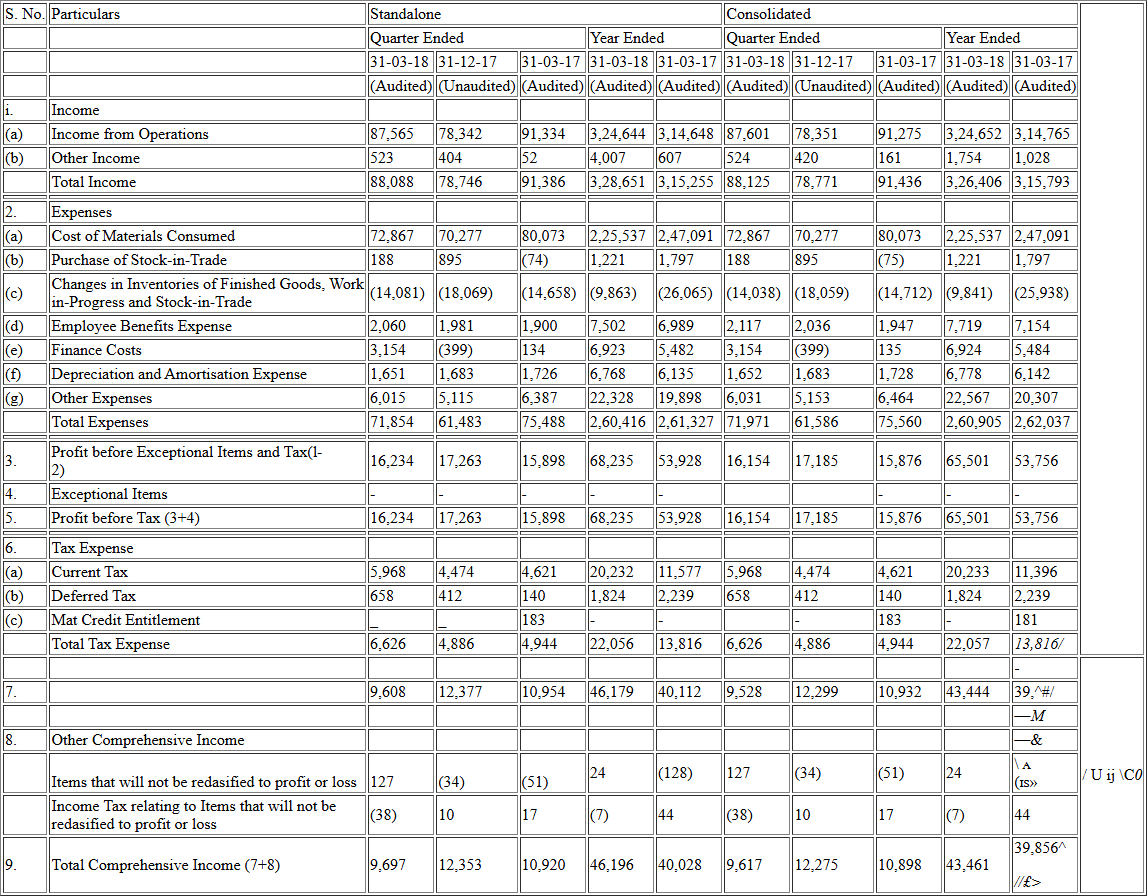 S. No. Particulars Standalone Consolidated
Quarter Ended Year Ended Quarter Ended Year Ended
31-03-18 31-12-17 31-03-17 31-03-18 31-03-17 31-03-18 31-12-17 31-03-17 31-03-18 31-03-17
(Audited) (Unaudited) (Audited) (Audited) (Audited) (Audited) (Unaudited) (Audited) (Audited) (Audited)
i. Income
(a) Income from Operations 87,565 78,342 91,334 3,24,644 3,14,648 87,601 78,351 91,275 3,24,652 3,14,765
(b) Other Income 523 404 52 4,007 607 524 420 161 1,754 1,028
Total Income 88,088 78,746 91,386 3,28,651 3,15,255 88,125 78,771 91,436 3,26,406 3,15,793
2. Expenses
(a) Cost of Materials Consumed 72,867 70,277 80,073 2,25,537 2,47,091 72,867 70,277 80,073 2,25,537 2,47,091
(b) Purchase of Stock-in-Trade 188 895 (74) 1,221 1,797 188 895 (75) 1,221 1,797
Changes in Inventories of Finished Goods, Work
(c) in-Progress and Stock-in-Trade (14,081) (18,069) (14,658) (9,863) (26,065) (14,038) (18,059) (14,712) (9,841) (25,938)
(d) Employee Benefits Expense 2,060 1,981 1,900 7,502 6,989 2,117 2,036 1,947 7,719 7,154
(e) Finance Costs 3,154 (399) 134 6,923 5,482 3,154 (399) 135 6,924 5,484
(f) Depreciation and Amortisation Expense 1,651 1,683 1,726 6,768 6,135 1,652 1,683 1,728 6,778 6,142
(g) Other Expenses 6,015 5,115 6,387 22,328 19,898 6,031 5,153 6,464 22,567 20,307
Total Expenses 71,854 61,483 75,488 2,60,416 2,61,327 71,971 61,586 75,560 2,60,905 2,62,037
Profit before Exceptional Items and Tax(l-
3. 2) 16,234 17,263 15,898 68,235 53,928 16,154 17,185 15,876 65,501 53,756
4. Exceptional Items - - - - - - - -
5. Profit before Tax (3+4) 16,234 17,263 15,898 68,235 53,928 16,154 17,185 15,876 65,501 53,756
6. Tax Expense
(a) Current Tax 5,968 4,474 4,621 20,232 11,577 5,968 4,474 4,621 20,233 11,396
(b) Deferred Tax 658 412 140 1,824 2,239 658 412 140 1,824 2,239
(c) Mat Credit Entitlement _ _ 183 - - - 183 - 181
Total Tax Expense 6,626 4,886 4,944 22,056 13,816 6,626 4,886 4,944 22,057 13,816/
-
7. 9,608 12,377 10,954 46,179 40,112 9,528 12,299 10,932 43,444 39,^#/
—M
8. Other Comprehensive Income —&
\ A
Items that will not be redasified to profit or loss 127 (34) (51) 24 (128) 127 (34) (51) 24 (IS» / U ij \C0
Income Tax relating to Items that will not be
redasified to profit or loss (38) 10 17 (7) 44 (38) 10 17 (7) 44
39,856^
9. Total Comprehensive Income (7+8) 9,697 12,353 10,920 46,196 40,028 9,617 12,275 10,898 43,461
//£>